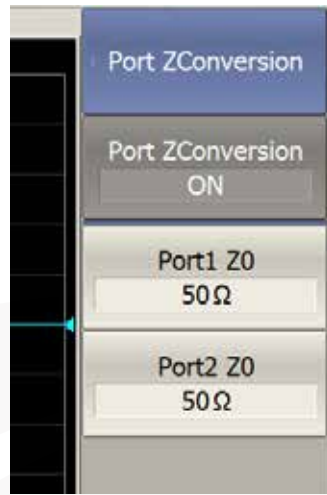 Port ZConversion
Port ZConversion
ON
Port1 Z0
50Ω
Port2 Z0
50Ω